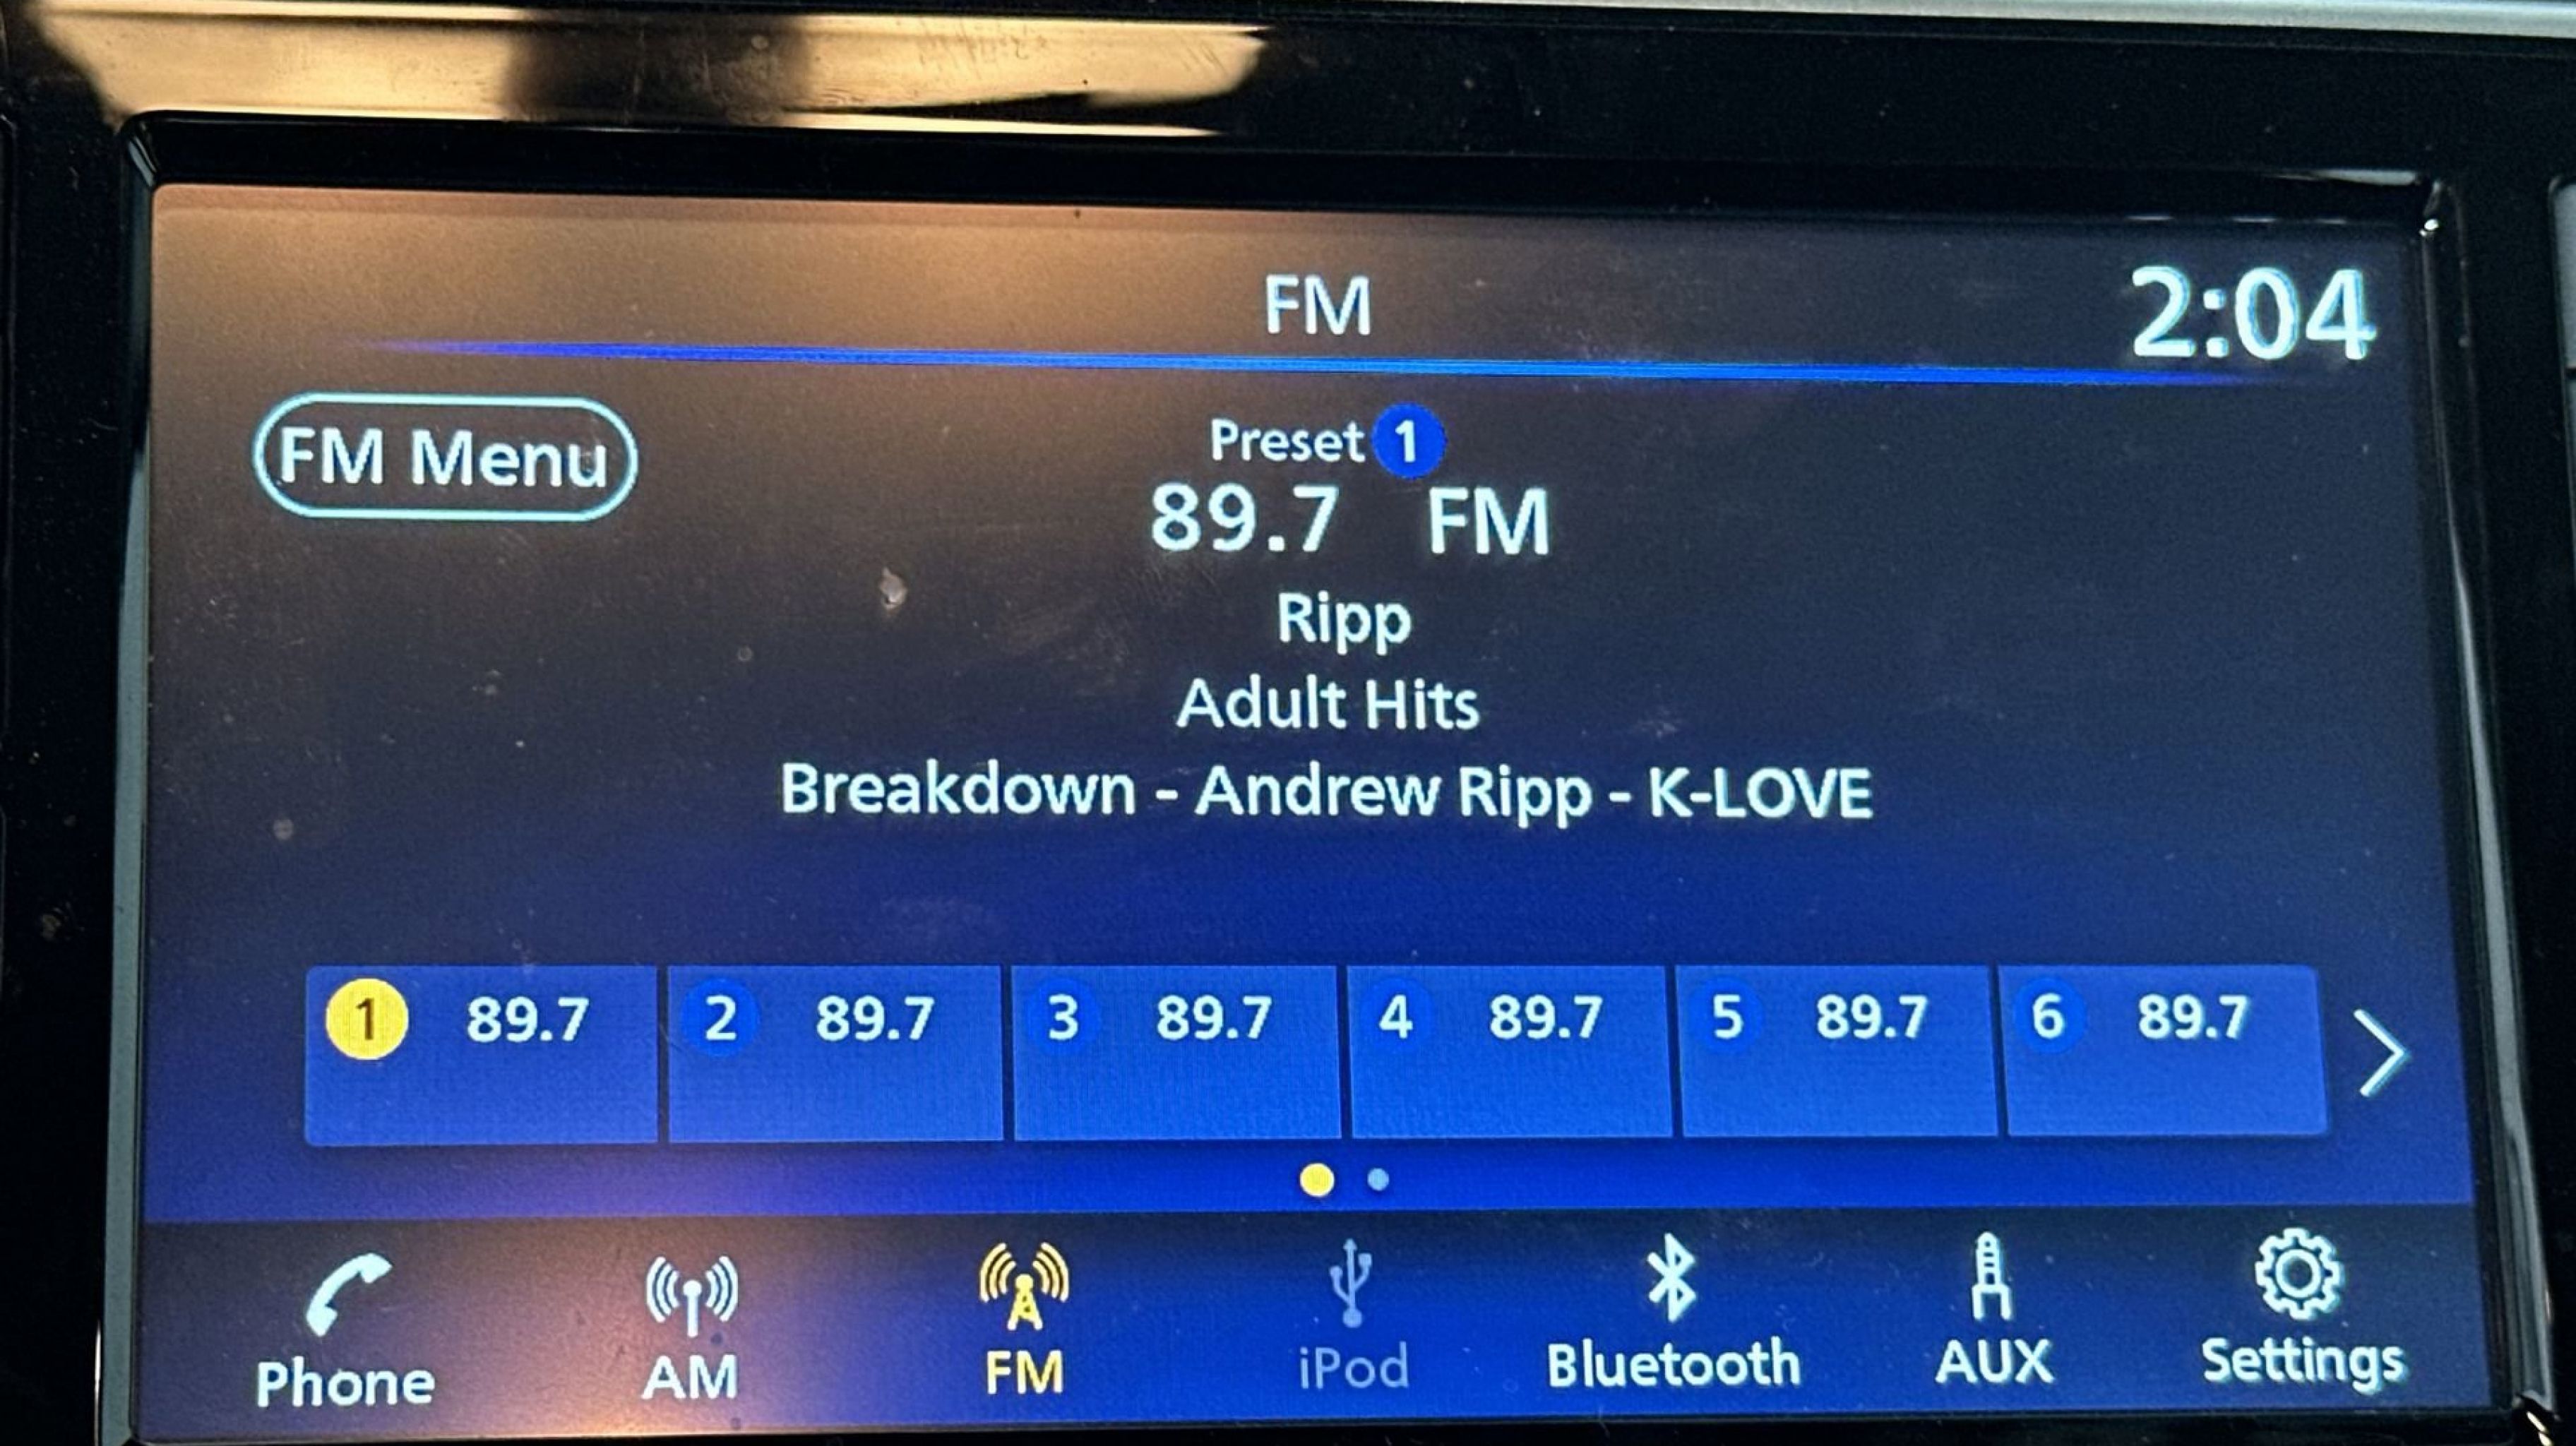 FM
2:04
FM Menu
Preset 1
89.7 FM
Ripp
Adult Hits
Breakdown - Andrew Ripp - K-LOVE
1 89.7 2 89.7 3 89.7 4 89.7 5 89.7 6 89.7
Phone AM FM iPod Bluetooth AUX Settings